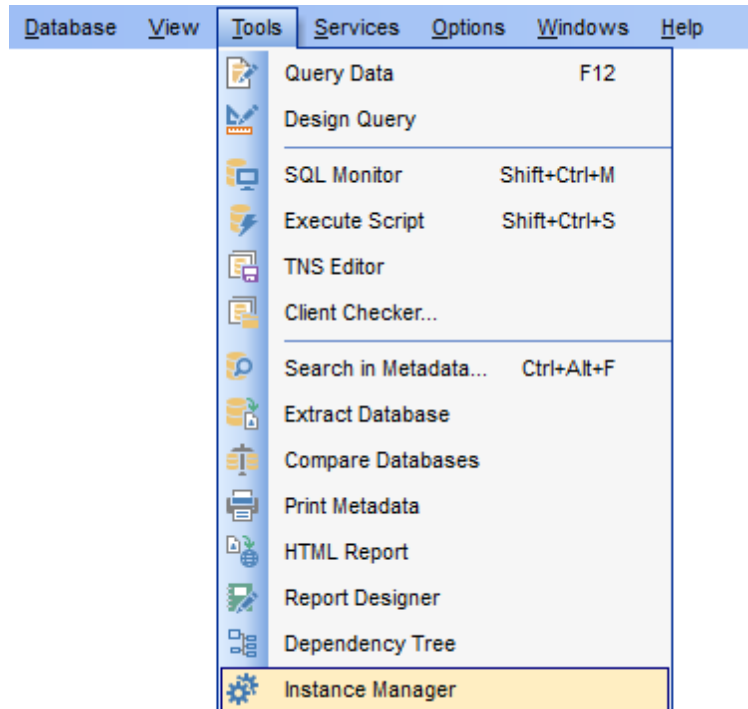 Database View Tools Services Options Windows Help
Query Data F12
Design Query
SQL Monitor Shift+Ctrl+M
Execute Script Shift+Ctrl+S
TNS Editor
Client Checker...
Search in Metadata... Ctrl+Alt+F
Extract Database
Compare Databases
Print Metadata
HTML Report
Report Designer
Dependency Tree
Instance Manager